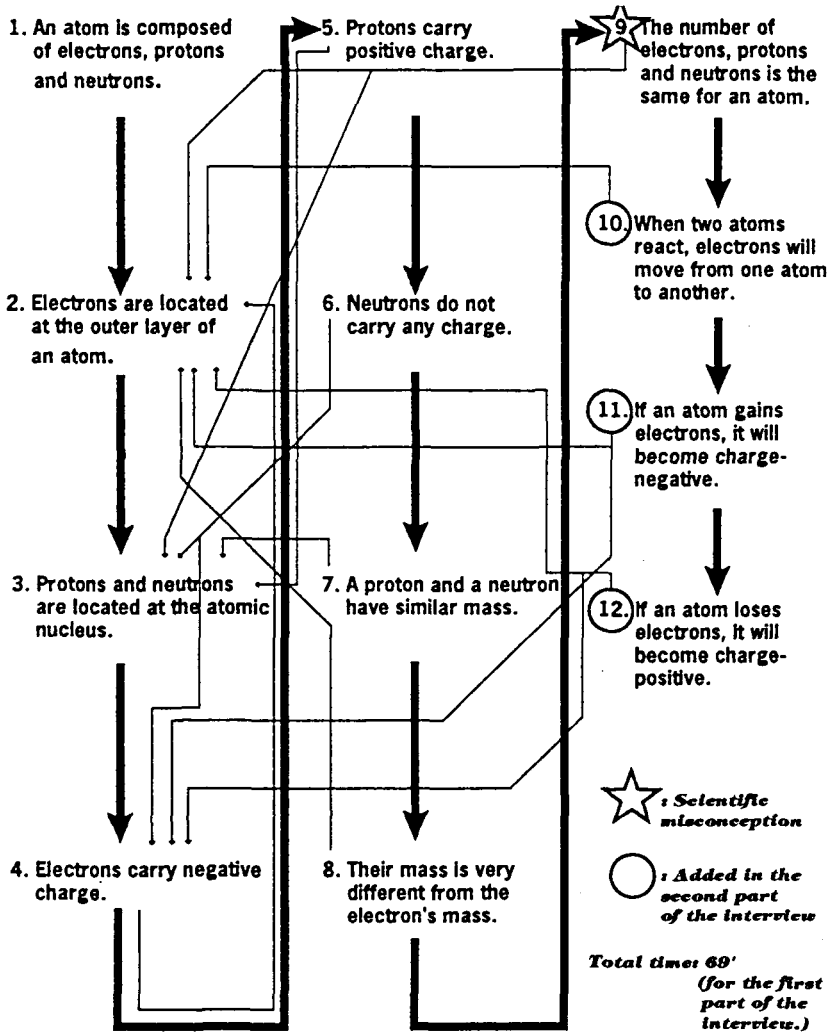 1. An atom is composed
of electrons, protons
and neutrons.
2. Electrons are located
at the outer layer of
an atom.
3. Protons and neutrons
are located at the atomic
nucleus.
4. Electrons carry negative
charge.
5. Protons carry
positive charge.
6. Neutrons do not
carry any charge.
7. A proton and a neutron
have similar mass.
8. Their mass is very
different from the
electron's mass.
9. The number of
electrons, protons
and neutrons is the
same for an atom.
10. When two atoms
react, electrons will
move from one atom
to another.
11. If an atom gains
electrons, it will
become charge-
negative.
12. If an atom loses
electrons, it will
become charge-
positive.
: Scientific
misconception
: Added in the
second part
of the interview
Total time: 69'
(for the first
part of the
interview.)